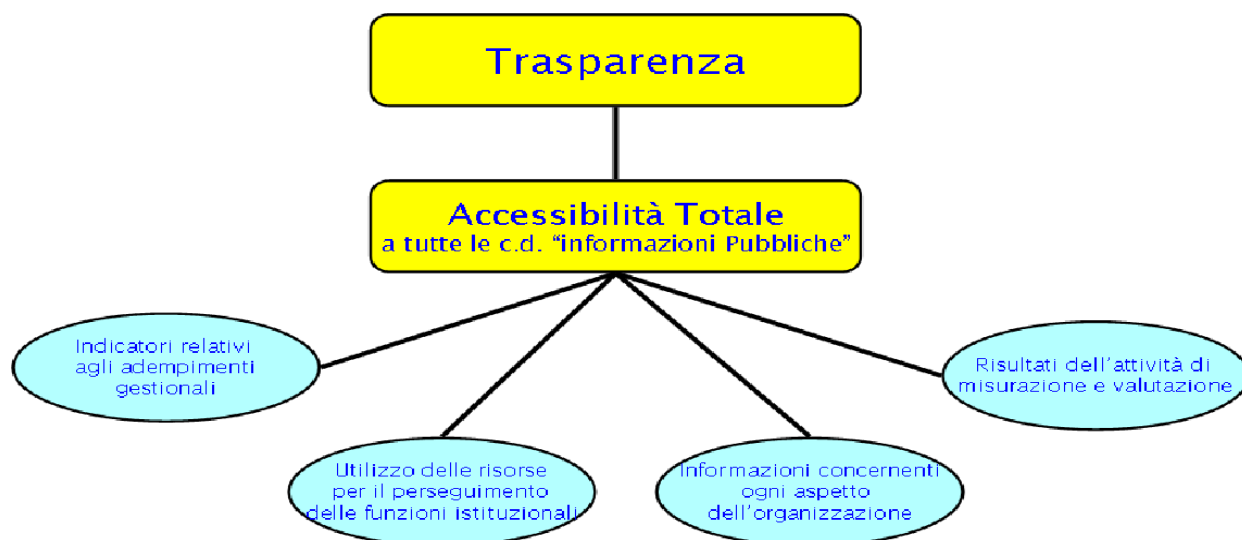 Trasparenza
Accessibilità Totale
a tutte le c.d. “informazioni Pubbliche”
Indicatori relativi
agli adempimenti
gestionali
Risultati dell’attività di
misurazione e valutazione
Utilizzo delle risorse
per il perseguimento
delle funzioni istituzionali
Informazioni concernenti
ogni aspetto
dell’organizzazione